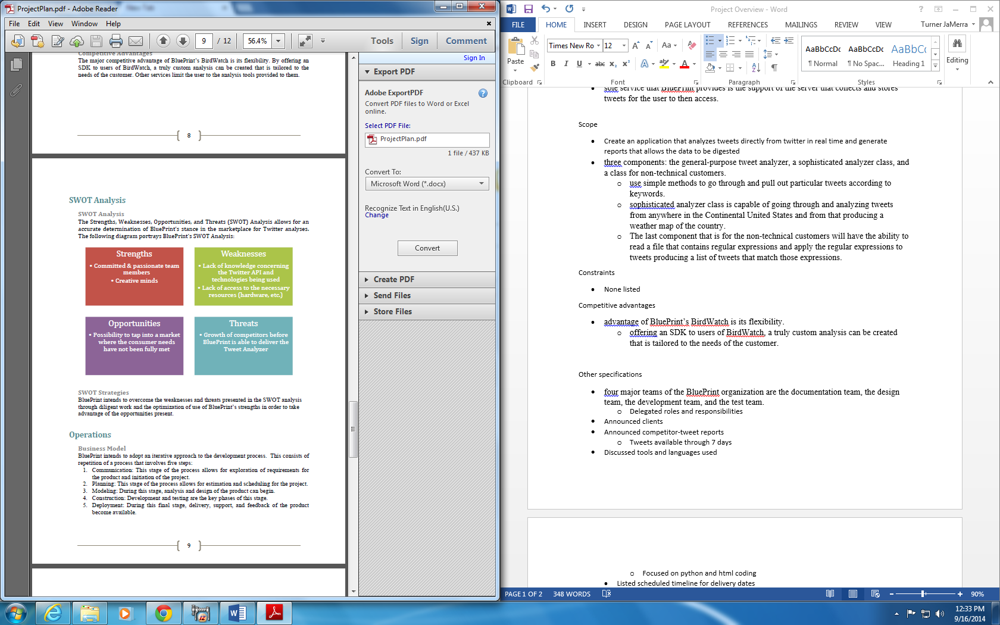 ProjectPlan.pdf - Adobe Reader
File Edit View Window Help
9 / 12 56.4% Tools Sign Comment
Competitive Advantages
The major competitive advantage of BluePrint's BirdWatch is its flexibility. By offering an
SDK to users of BirdWatch, a truly custom analysis can be created that is tailored to the
needs of the customer. Other services limit the user to the analysis tools provided to them.
8
SWOT Analysis
SWOT Analysis
The Strengths, Weaknesses, Opportunities, and Threats (SWOT) Analysis allows for an
accurate determination of BluePrint's stance in the marketplace for Twitter analyses.
The following diagram portrays BluePrint's SWOT Analysis:
Strengths
• Committed & passionate team
members
• Creative minds
Weaknesses
• Lack of knowledge concerning
the Twitter API and
technologies being used
• Lack of access to the necessary
resources (hardware, etc.)
Opportunities
• Possibility to tap into a market
where the consumer needs
have not been fully met
Threats
• Growth of competitors before
BluePrint is able to deliver the
Tweet Analyzer
SWOT Strategies
BluePrint intends to overcome the weaknesses and threats presented in the SWOT analysis
through diligent work and the optimization of use of BluePrint's strengths in order to take
advantage of the opportunities present.
Operations
Business Model
BluePrint intends to adopt an iterative approach to the development process. This consists of
repetition of a process that involves five steps:
1. Communication: This stage of the process allows for exploration of requirements for
the product and initiation of the project.
2. Planning: This stage of the process allows for estimation and scheduling for the project.
3. Modeling: During this stage, analysis and design of the product can begin.
4. Construction: Development and testing are the key phases of this stage.
5. Deployment: During this final stage, delivery, support, and feedback of the product
become available.
9
Sign In
Export PDF
Adobe ExportPDF
Convert PDF files to Word or Excel
online.
Select PDF File:
ProjectPlan.pdf
1 file / 437 KB
Convert To:
Microsoft Word (*.docx)
Recognize Text in English(U.S.)
Change
Convert
Create PDF
Send Files
Store Files
Project Overview - Word
FILE HOME INSERT DESIGN PAGE LAYOUT REFERENCES MAILINGS REVIEW VIEW Turner JaMerra
Times New Ro 12 Aa
Paste
B I U abc x₂ x² A A
AaBbCcDc AaBbCcDc AaBbCc
¶ Normal ¶ No Spac... Heading 1
Editing
Clipboard Font Paragraph Styles
• sole service that BluePrint provides is the support of the server that collects and stores
tweets for the user to then access.
Scope
• Create an application that analyzes tweets directly from twitter in real time and generate
reports that allows the data to be digested
• three components: the general-purpose tweet analyzer, a sophisticated analyzer class, and
a class for non-technical customers.
o use simple methods to go through and pull out particular tweets according to
keywords.
o sophisticated analyzer class is capable of going through and analyzing tweets
from anywhere in the Continental United States and from that producing a
weather map of the country.
o The last component that is for the non-technical customers will have the ability to
read a file that contains regular expressions and apply the regular expressions to
tweets producing a list of tweets that match those expressions.
Constraints
• None listed
Competitive advantages
• advantage of BluePrint's BirdWatch is its flexibility.
o offering an SDK to users of BirdWatch, a truly custom analysis can be created
that is tailored to the needs of the customer.
Other specifications
• four major teams of the BluePrint organization are the documentation team, the design
team, the development team, and the test team.
o Delegated roles and responsibilities
• Announced clients
• Announced competitor-tweet reports
o Tweets available through 7 days
• Discussed tools and languages used
o Focused on python and html coding
• Listed scheduled timeline for delivery dates
PAGE 1 OF 2 348 WORDS 90%
12:33 PM
9/16/2014